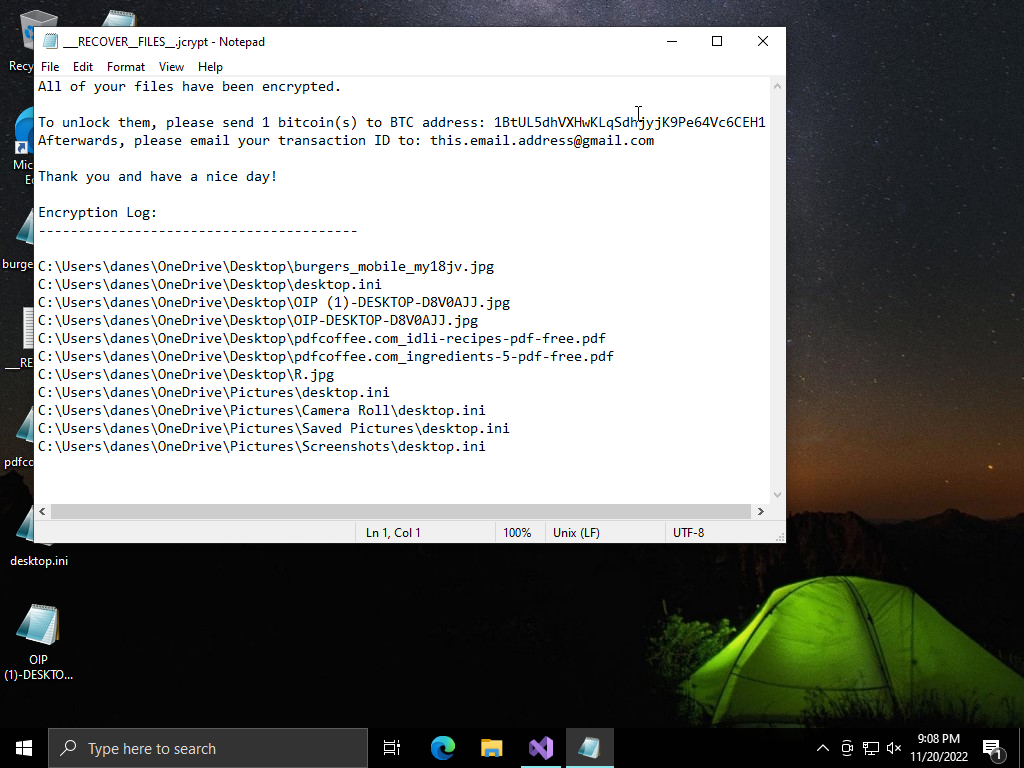 Recy
Mic
Ed
burge
___RE
pdfco
desktop.ini
OIP
(1)-DESKTO...
___RECOVER__FILES__.jcrypt - Notepad
File Edit Format View Help
All of your files have been encrypted.
To unlock them, please send 1 bitcoin(s) to BTC address: 1BtUL5dhVXHwKLqSdhjyjK9Pe64Vc6CEH1
Afterwards, please email your transaction ID to: this.email.address@gmail.com
Thank you and have a nice day!
Encryption Log:
----------------------------------------
C:\Users\danes\OneDrive\Desktop\burgers_mobile_my18jv.jpg
C:\Users\danes\OneDrive\Desktop\desktop.ini
C:\Users\danes\OneDrive\Desktop\OIP (1)-DESKTOP-D8V0AJJ.jpg
C:\Users\danes\OneDrive\Desktop\OIP-DESKTOP-D8V0AJJ.jpg
C:\Users\danes\OneDrive\Desktop\pdfcoffee.com_idli-recipes-pdf-free.pdf
C:\Users\danes\OneDrive\Desktop\pdfcoffee.com_ingredients-5-pdf-free.pdf
C:\Users\danes\OneDrive\Desktop\R.jpg
C:\Users\danes\OneDrive\Pictures\desktop.ini
C:\Users\danes\OneDrive\Pictures\Camera Roll\desktop.ini
C:\Users\danes\OneDrive\Pictures\Saved Pictures\desktop.ini
C:\Users\danes\OneDrive\Pictures\Screenshots\desktop.ini
Ln 1, Col 1 100% Unix (LF) UTF-8
Type here to search
9:08 PM
11/20/2022
1